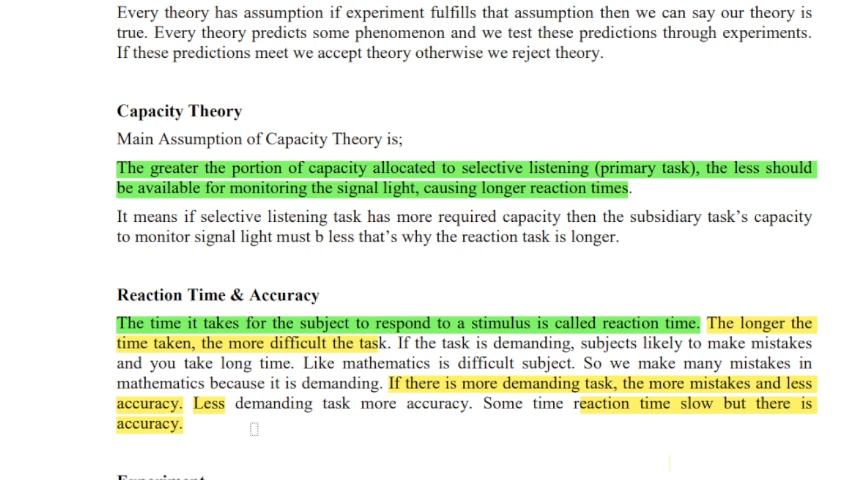 Every theory has assumption if experiment fulfills that assumption then we can say our theory is
true. Every theory predicts some phenomenon and we test these predictions through experiments.
If these predictions meet we accept theory otherwise we reject theory.
Capacity Theory
Main Assumption of Capacity Theory is;
The greater the portion of capacity allocated to selective listening (primary task), the less should
be available for monitoring the signal light, causing longer reaction times.
It means if selective listening task has more required capacity then the subsidiary task's capacity
to monitor signal light must b less that's why the reaction task is longer.
Reaction Time & Accuracy
The time it takes for the subject to respond to a stimulus is called reaction time. The longer the
time taken, the more difficult the task. If the task is demanding, subjects likely to make mistakes
and you take long time. Like mathematics is difficult subject. So we make many mistakes in
mathematics because it is demanding. If there is more demanding task, the more mistakes and less
accuracy. Less demanding task more accuracy. Some time reaction time slow but there is
accuracy.